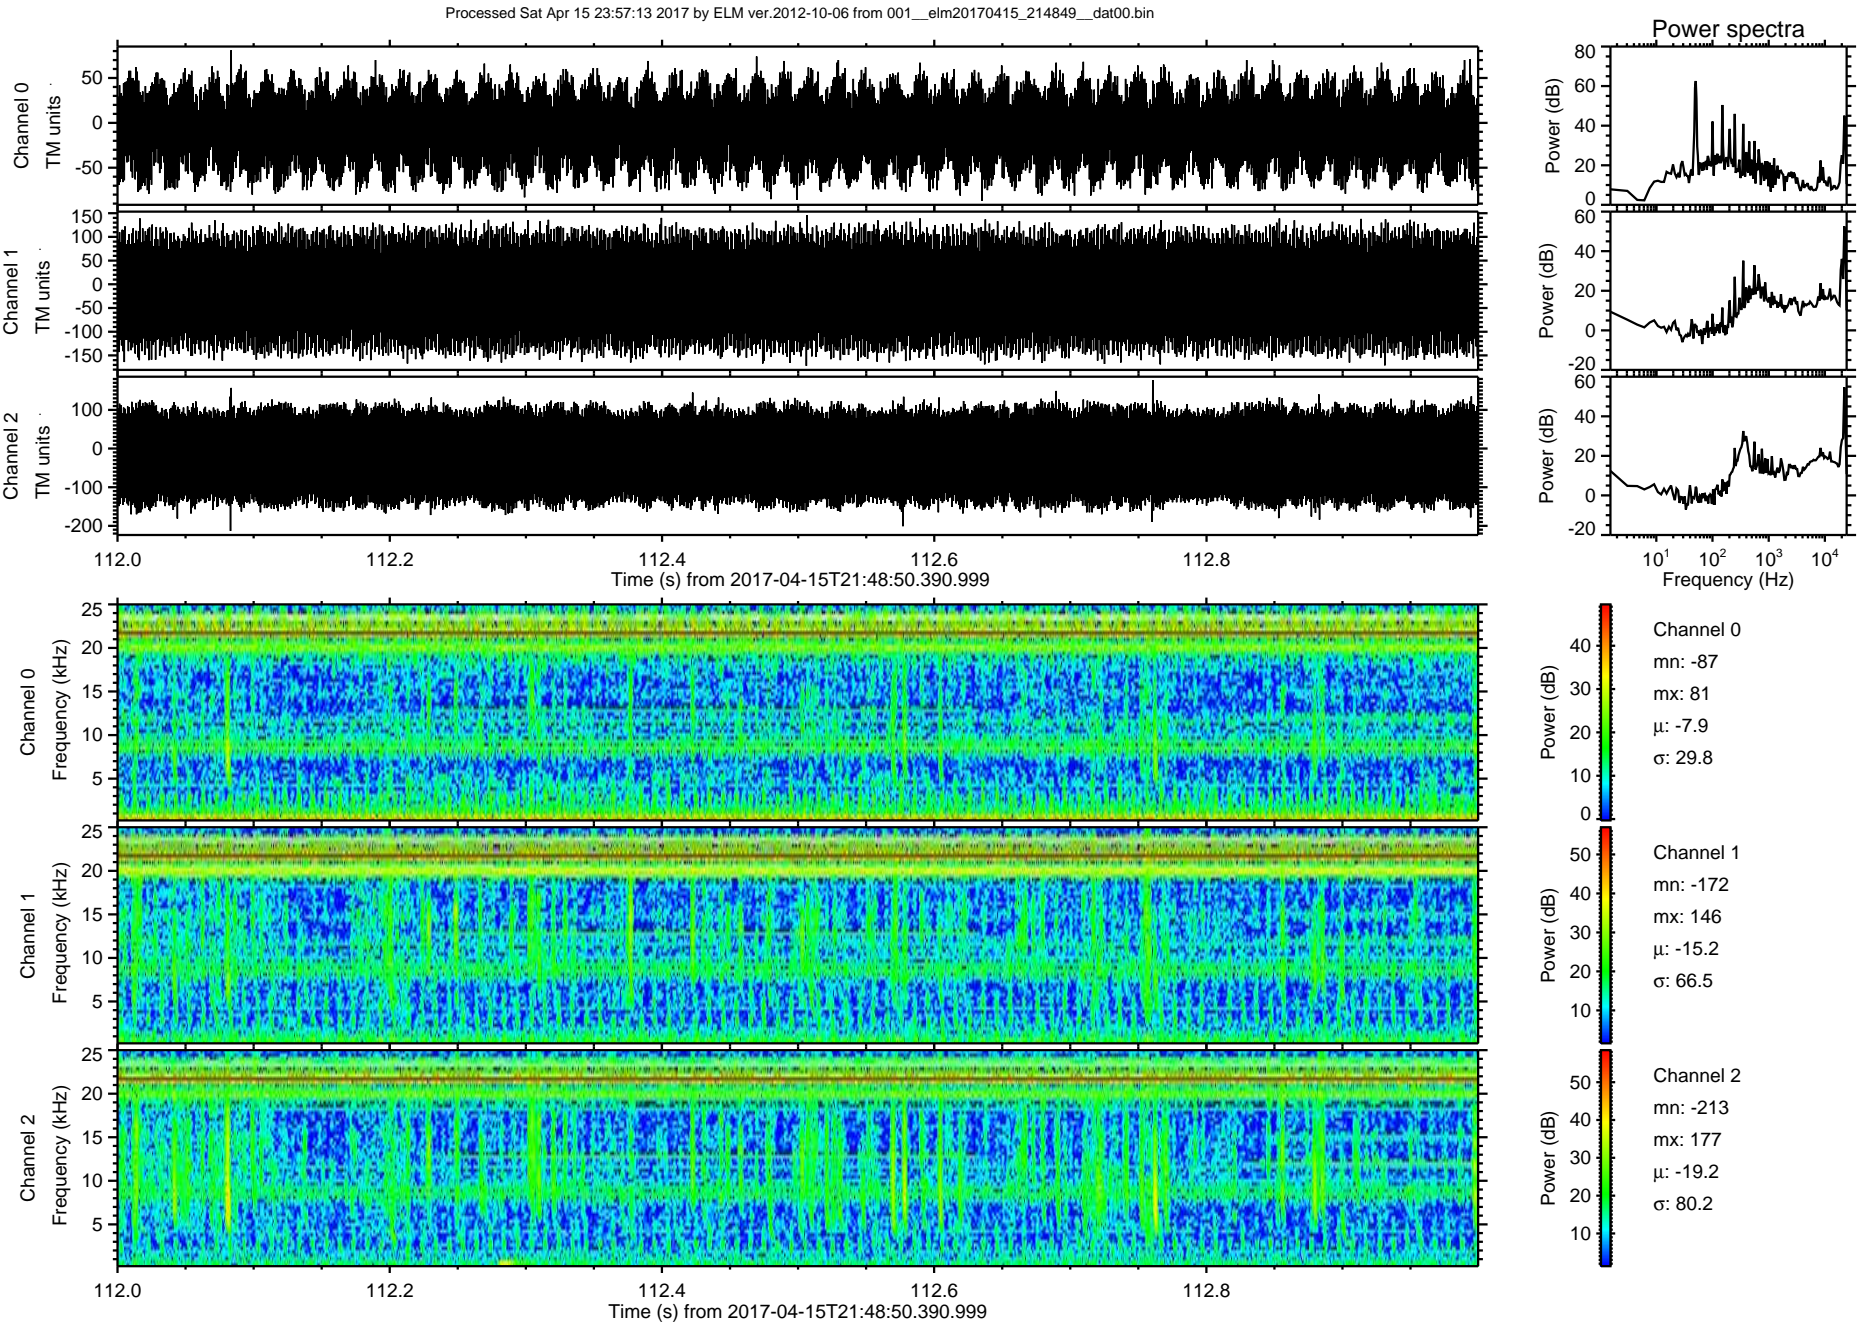 Processed Sat Apr 15 23:57:13 2017 by ELM ver.2012-10-06 from 001__elm20170415_214849__dat00.bin
Power spectra
Channel 0
TM units
50
0
-50
Power (dB)
80
60
40
20
0
Channel 1
TM units
150
100
50
0
-50
-100
-150
Power (dB)
60
40
20
0
-20
Channel 2
TM units
100
0
-100
-200
Power (dB)
60
40
20
0
-20
112.0 112.2 112.4 112.6 112.8
Time (s) from 2017-04-15T21:48:50.390.999
10¹ 10² 10³ 10⁴
Frequency (Hz)
Channel 0
Frequency (kHz)
25
20
15
10
5
Power (dB)
40
30
20
10
0
Channel 0
mn: -87
mx: 81
µ: -7.9
σ: 29.8
Channel 1
Frequency (kHz)
25
20
15
10
5
Power (dB)
50
40
30
20
10
Channel 1
mn: -172
mx: 146
µ: -15.2
σ: 66.5
Channel 2
Frequency (kHz)
25
20
15
10
5
Power (dB)
50
40
30
20
10
Channel 2
mn: -213
mx: 177
µ: -19.2
σ: 80.2
112.0 112.2 112.4 112.6 112.8
Time (s) from 2017-04-15T21:48:50.390.999